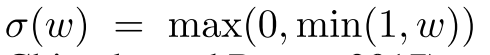 σ(w) = max(0, min(1, w))